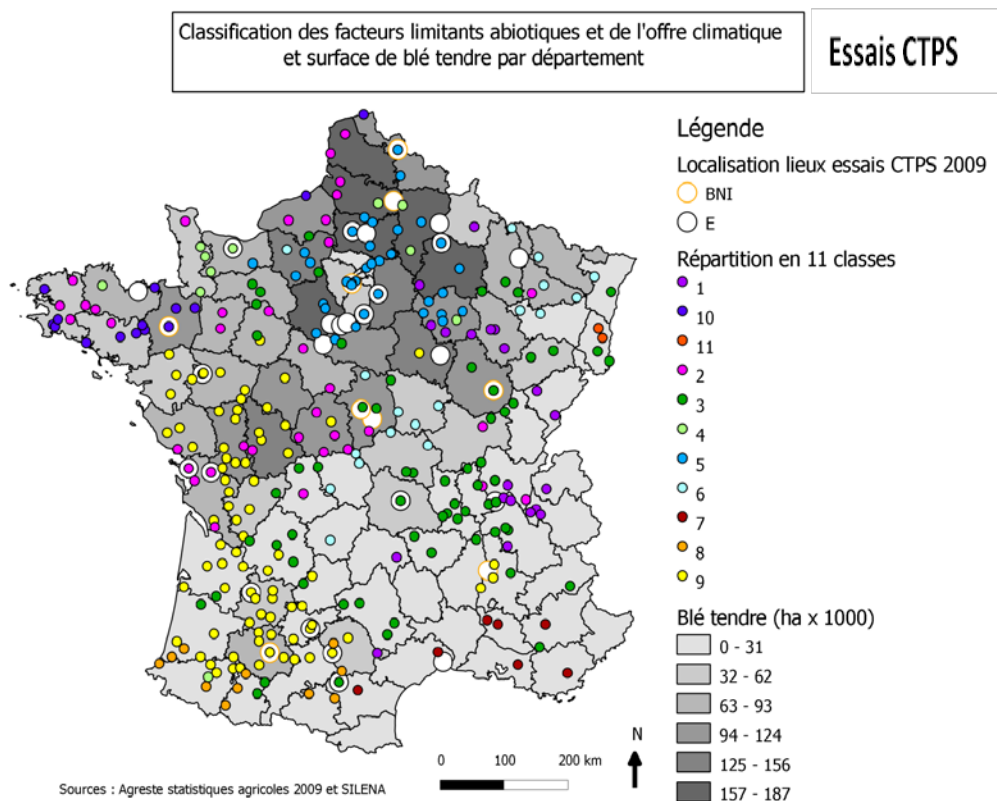 Classification des facteurs limitants abiotiques et de l'offre climatique
et surface de blé tendre par département
Essais CTPS
Légende
Localisation lieux essais CTPS 2009
BNI
E
Répartition en 11 classes
1
10
11
2
3
4
5
6
7
8
9
Blé tendre (ha x 1000)
0 - 31
32 - 62
63 - 93
94 - 124
125 - 156
157 - 187
N
0 100 200 km
Sources : Agreste statistiques agricoles 2009 et SILENA